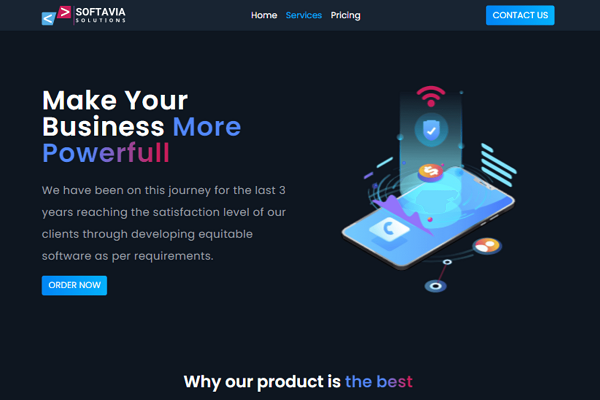 SOFTAVIA
SOLUTIONS
Home Services Pricing
CONTACT US
Make Your
Business More
Powerfull
We have been on this journey for the last 3
years reaching the satisfaction level of our
clients through developing equitable
software as per requirements.
ORDER NOW
Why our product is the best